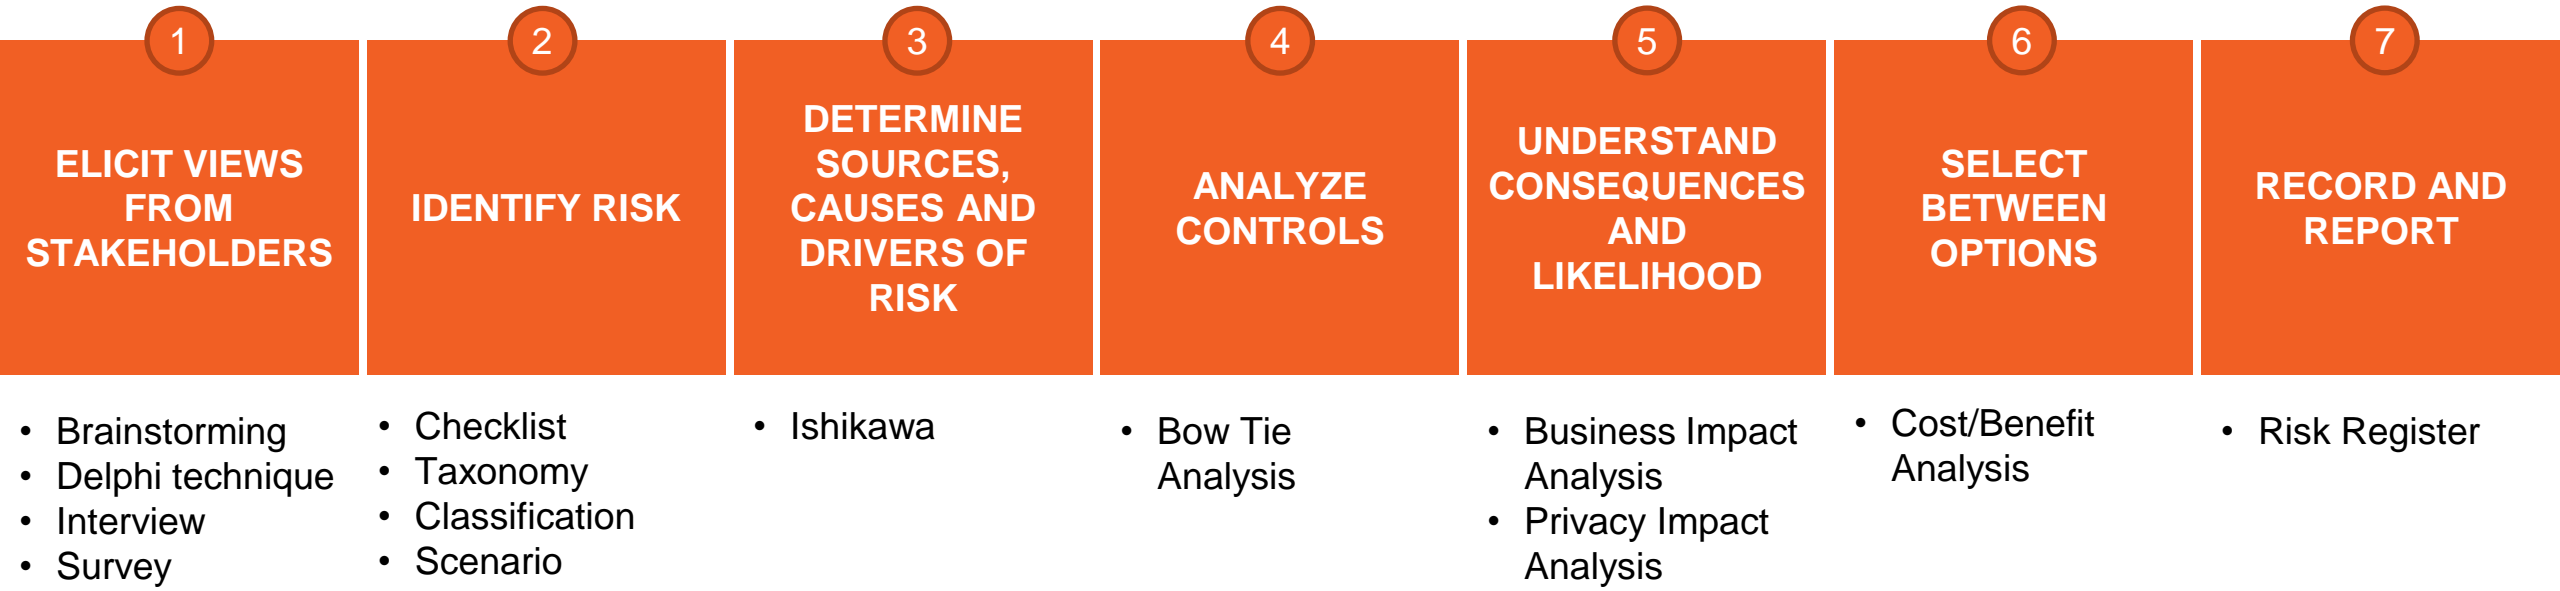 1
ELICIT VIEWS
FROM
STAKEHOLDERS
• Brainstorming
• Delphi technique
• Interview
• Survey
2
IDENTIFY RISK
• Checklist
• Taxonomy
• Classification
• Scenario
3
DETERMINE
SOURCES,
CAUSES AND
DRIVERS OF
RISK
• Ishikawa
4
ANALYZE
CONTROLS
• Bow Tie
Analysis
5
UNDERSTAND
CONSEQUENCES
AND
LIKELIHOOD
• Business Impact
Analysis
• Privacy Impact
Analysis
6
SELECT
BETWEEN
OPTIONS
• Cost/Benefit
Analysis
7
RECORD AND
REPORT
• Risk Register